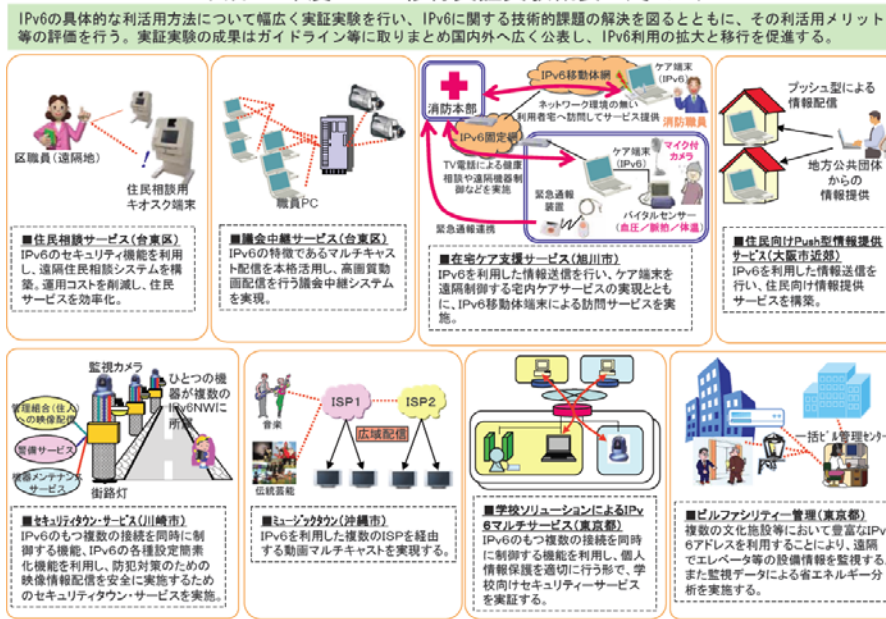 IPv6の具体的な利活用方法について幅広く実証実験を行い、IPv6に関する技術的課題の解決を図るとともに、その利活用メリット
等の評価を行う。実証実験の成果はガイドライン等に取りまとめ国内外へ広く公表し、IPv6利用の拡大と移行を促進する。
区職員(遠隔地)
住民相談用
キオスク端末
■住民相談サービス(台東区)
IPv6のセキュリティ機能を利用
し、遠隔住民相談システムを構
築。運用コストを削減し、住民
サービスを効率化。
職員PC
■議会中継サービス(台東区)
IPv6の特徴であるマルチキャス
ト配信を本格活用し、高画質動
画配信を行う議会中継システム
を実現。
消防本部
IPv6移動体網
ケア端末
(IPv6)
ネットワーク環境の無い
利用者宅へ訪問してサービス提供
消防職員
IPv6固定網
TV電話による健康
相談や遠隔機器制
御などを実施
ケア端末
(IPv6)
マイク付
カメラ
緊急通報
装置
緊急通報連携
バイタルセンサー
(血圧/脈拍/体温)
■在宅ケア支援サービス(旭川市)
IPv6を利用した情報送信を行い、ケア端末を
遠隔制御する宅内ケアサービスの実現ととも
に、IPv6移動体端末による訪問サービスを実
施。
プッシュ型による
情報配信
地方公共団体
からの
情報提供
■住民向けPush型情報提供
サービス(大阪市近郊)
IPv6を利用した情報送信を
行い、住民向け情報提供
サービスを構築。
監視カメラ
ひとつの機
器が複数の
IPv6NWに
所属
管理組合(住人)
への映像配信
警備サービス
機器メンテナンス
サービス
街路灯
■セキュリティタウン・サービス(川崎市)
IPv6のもつ複数の接続を同時に制
御する機能、IPv6の各種設定簡素
化機能を利用し、防犯対策のための
映像情報配信を安全に実施するため
のセキュリティタウン・サービスを実施。
音楽
伝統芸能
ISP1
ISP2
広域配信
■ミュージックタウン(沖縄市)
IPv6を利用した複数のISPを経由
する動画マルチキャストを実現する。
■学校ソリューションによるIPv
6マルチサービス(東京都)
IPv6のもつ複数の接続を同時
に制御する機能を利用し、個人
情報保護を適切に行う形で、学
校向けセキュリティーサービス
を実証する。
一括ビル管理センター
■ビルファシリティー管理(東京都)
複数の文化施設等において豊富なIPv
6アドレスを利用することにより、遠隔
でエレベータ等の設備情報を監視する。
また監視データによる省エネルギー分
析を実施する。